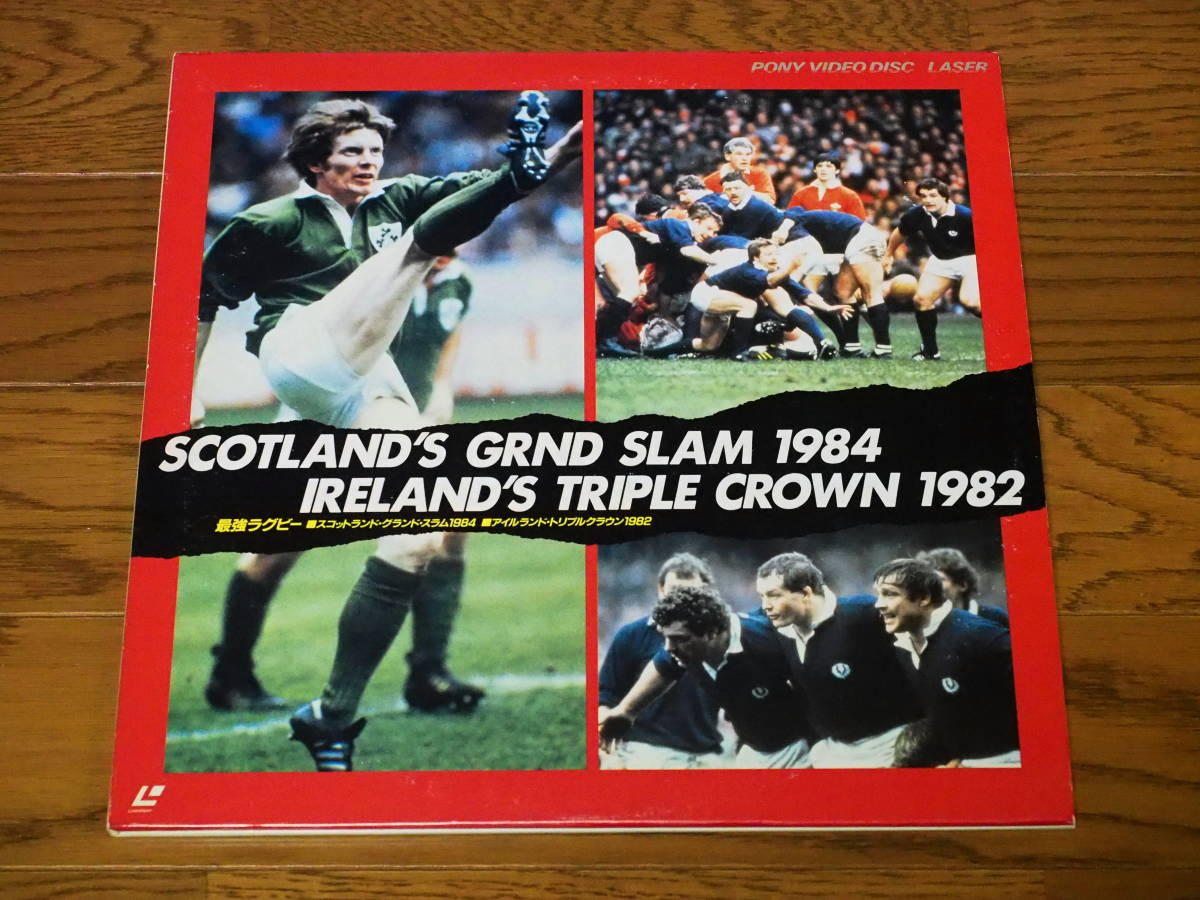 PONY VIDEO DISC LASER
SCOTLAND'S GRND SLAM 1984
IRELAND'S TRIPLE CROWN 1982
最強ラグビー ■スコットランド・グランド・スラム1984 ■アイルランド・トリプルクラウン1982